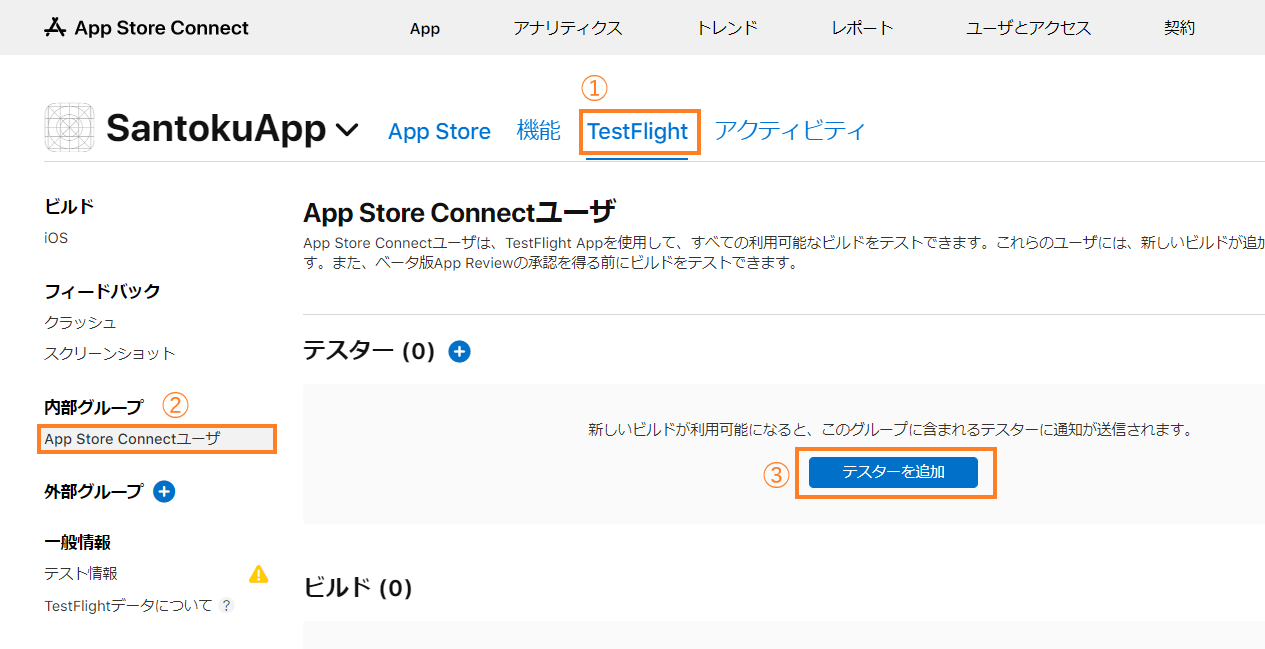 App Store Connect App アナリティクス トレンド レポート ユーザとアクセス 契約
①
SantokuApp App Store 機能 TestFlight アクティビティ
ビルド
iOS
フィードバック
クラッシュ
スクリーンショット
内部グループ ②
App Store Connectユーザ
外部グループ
一般情報
テスト情報
TestFlightデータについて ?
App Store Connectユーザ
App Store Connectユーザは、TestFlight Appを使用して、すべての利用可能なビルドをテストできます。これらのユーザには、新しいビルドが追加
す。また、ベータ版App Reviewの承認を得る前にビルドをテストできます。
テスター (0)
新しいビルドが利用可能になると、このグループに含まれるテスターに通知が送信されます。
③ テスターを追加
ビルド (0)